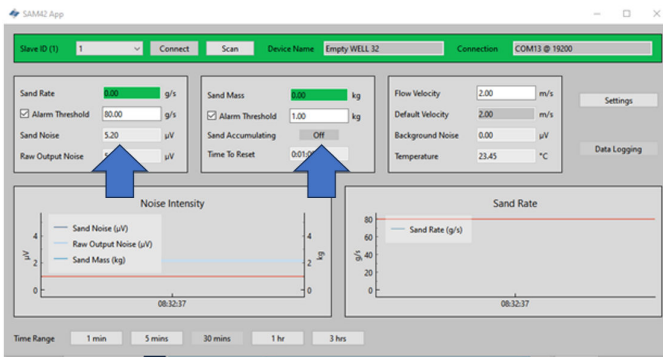 SAM42 App
Slave ID (1) 1 Connect Scan Device Name Empty WELL 32 Connection COM13 @ 19200
Sand Rate 0.00 g/s
Alarm Threshold 80.00 g/s
Sand Noise 5.20 µV
Raw Output Noise µV
Sand Mass 0.00 kg
Alarm Threshold 1.00 kg
Sand Accumulating Off
Time To Reset 0:01:0
Flow Velocity 2.00 m/s
Default Velocity 2.00 m/s
Background Noise 0.00 µV
Temperature 23.45 °C
Settings
Data Logging
Noise Intensity
Sand Noise (µV)
Raw Output Noise (µV)
Sand Mass (kg)
µV
4
2
0
kg
4
2
0
08:32:37
Sand Rate
Sand Rate (g/s)
g/s
80
60
40
20
0
08:32:37
Time Range 1 min 5 mins 30 mins 1 hr 3 hrs